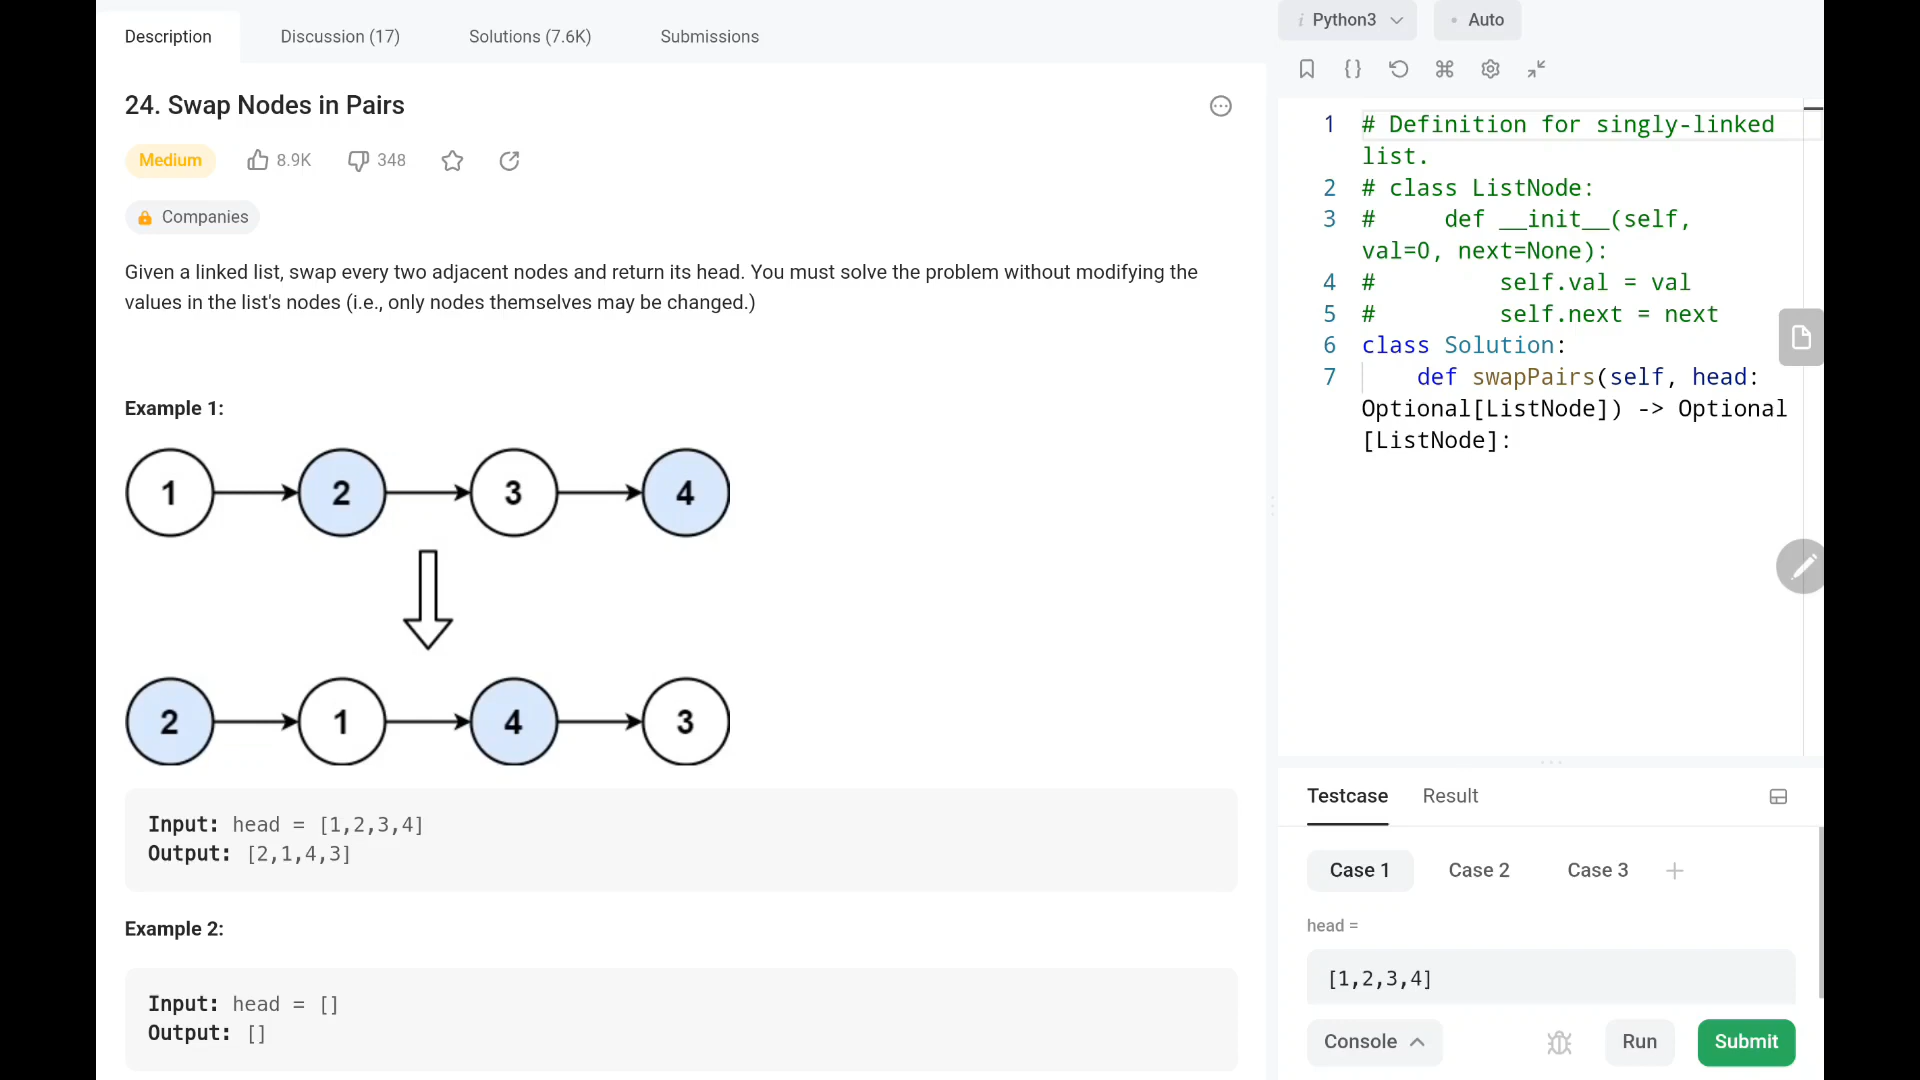 Description
Discussion (17)
Solutions (7.6K)
Submissions
24. Swap Nodes in Pairs
Medium
8.9K
348
Companies
Given a linked list, swap every two adjacent nodes and return its head. You must solve the problem without modifying the
values in the list's nodes (i.e., only nodes themselves may be changed.)
Example 1:
1 2 3 4
2 1 4 3
Input: head = [1,2,3,4]
Output: [2,1,4,3]
Example 2:
Input: head = []
Output: []
i Python3
Auto
1 # Definition for singly-linked
list.
2 # class ListNode:
3 #     def __init__(self,
val=0, next=None):
4 #         self.val = val
5 #         self.next = next
6 class Solution:
7     def swapPairs(self, head:
Optional[ListNode]) -> Optional
[ListNode]:
Testcase
Result
Case 1
Case 2
Case 3
+
head =
[1,2,3,4]
Console
Run
Submit